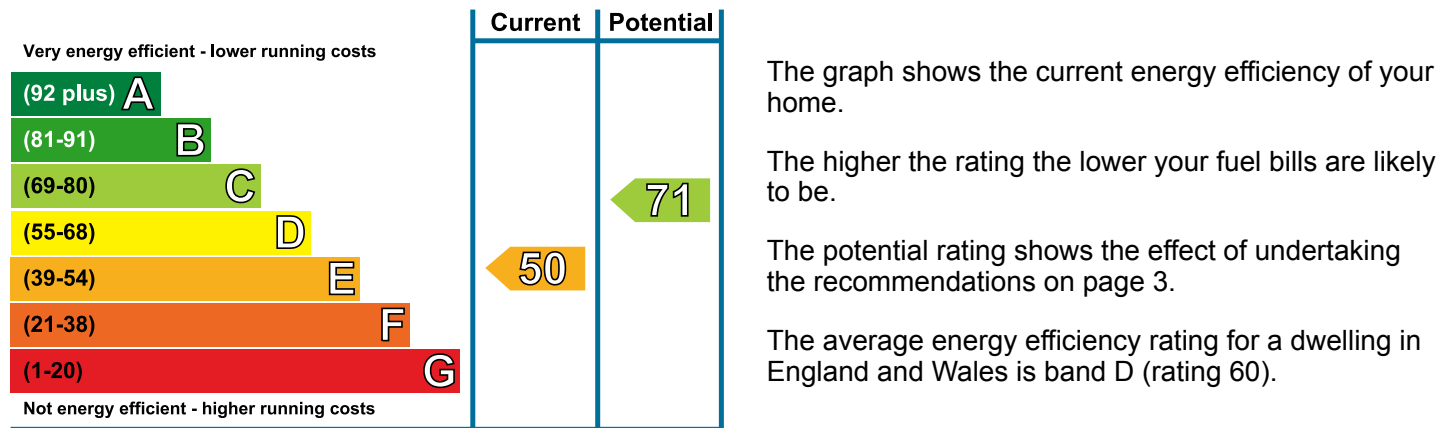 Current Potential
Very energy efficient - lower running costs
(92 plus) A
(81-91) B
(69-80) C
71
(55-68) D
(39-54) E
50
(21-38) F
(1-20) G
Not energy efficient - higher running costs
The graph shows the current energy efficiency of your
home.
The higher the rating the lower your fuel bills are likely
to be.
The potential rating shows the effect of undertaking
the recommendations on page 3.
The average energy efficiency rating for a dwelling in
England and Wales is band D (rating 60).